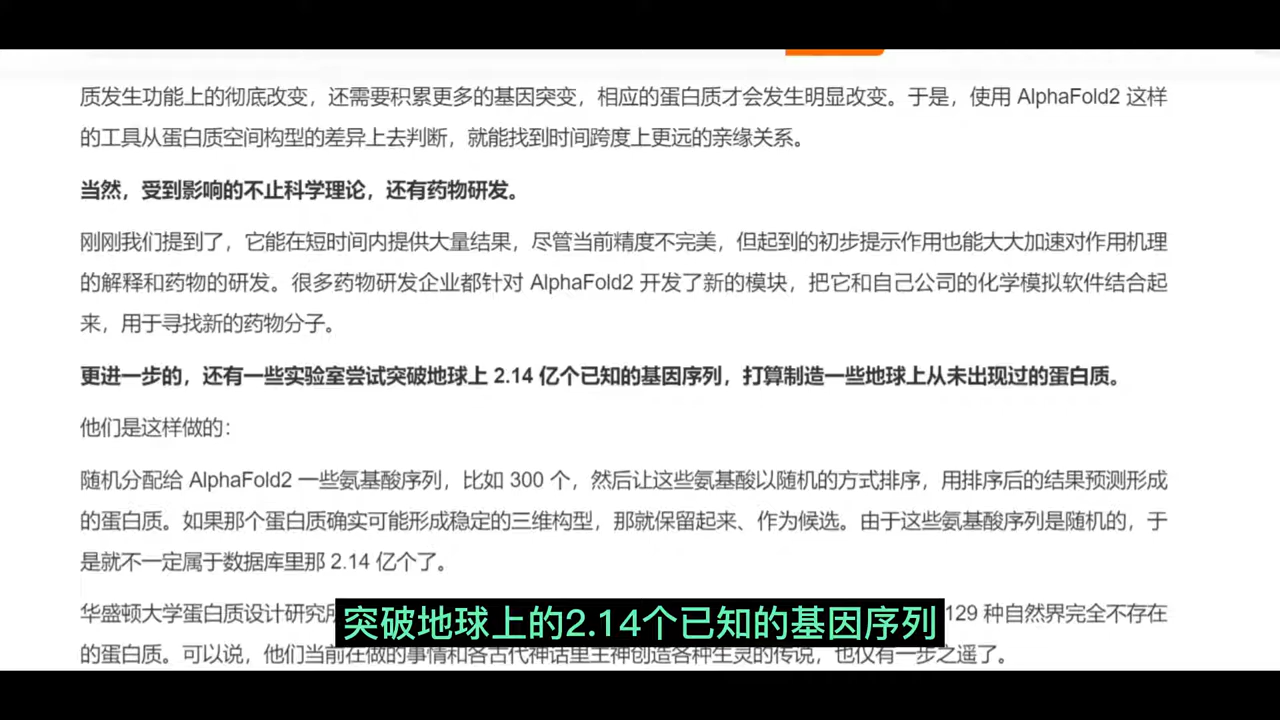 质发生功能上的彻底改变，还需要积累更多的基因突变，相应的蛋白质才会发生明显改变。于是，使用 AlphaFold2 这样
的工具从蛋白质空间构型的差异上去判断，就能找到时间跨度上更远的亲缘关系。
当然，受到影响的不止科学理论，还有药物研发。
刚刚我们提到了，它能在短时间内提供大量结果，尽管当前精度不完美，但起到的初步提示作用也能大大加速对作用机理
的解释和药物的研发。很多药物研发企业都针对 AlphaFold2 开发了新的模块，把它和自己公司的化学模拟软件结合起
来，用于寻找新的药物分子。
更进一步的，还有一些实验室尝试突破地球上 2.14 亿个已知的基因序列，打算制造一些地球上从未出现过的蛋白质。
他们是这样做的：
随机分配给 AlphaFold2 一些氨基酸序列，比如 300 个，然后让这些氨基酸以随机的方式排序，用排序后的结果预测形成
的蛋白质。如果那个蛋白质确实可能形成稳定的三维构型，那就保留起来、作为候选。由于这些氨基酸序列是随机的，于
是就不一定属于数据库里那 2.14 亿个了。
华盛顿大学蛋白质设计研究所 129 种自然界完全不存在
突破地球上的2.14个已知的基因序列
的蛋白质。可以说，他们当前在做的事情和各古代神话里主神创造各种生灵的传说，也仅有一步之遥了。